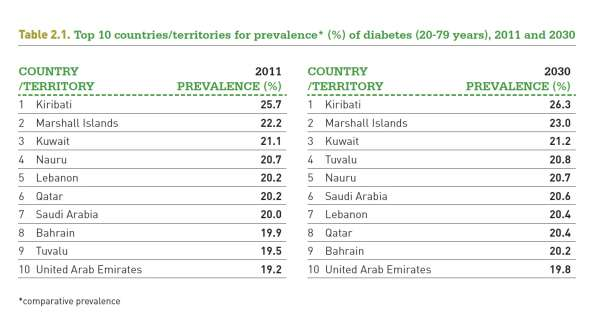 Table 2.1. Top 10 countries/territories for prevalence* (%) of diabetes (20-79 years), 2011 and 2030
COUNTRY 2011
/TERRITORY PREVALENCE (%)
1 Kiribati 25.7
2 Marshall Islands 22.2
3 Kuwait 21.1
4 Nauru 20.7
5 Lebanon 20.2
6 Qatar 20.2
7 Saudi Arabia 20.0
8 Bahrain 19.9
9 Tuvalu 19.5
10 United Arab Emirates 19.2
COUNTRY 2030
/TERRITORY PREVALENCE (%)
1 Kiribati 26.3
2 Marshall Islands 23.0
3 Kuwait 21.2
4 Tuvalu 20.8
5 Nauru 20.7
6 Saudi Arabia 20.6
7 Lebanon 20.4
8 Qatar 20.4
9 Bahrain 20.2
10 United Arab Emirates 19.8
*comparative prevalence